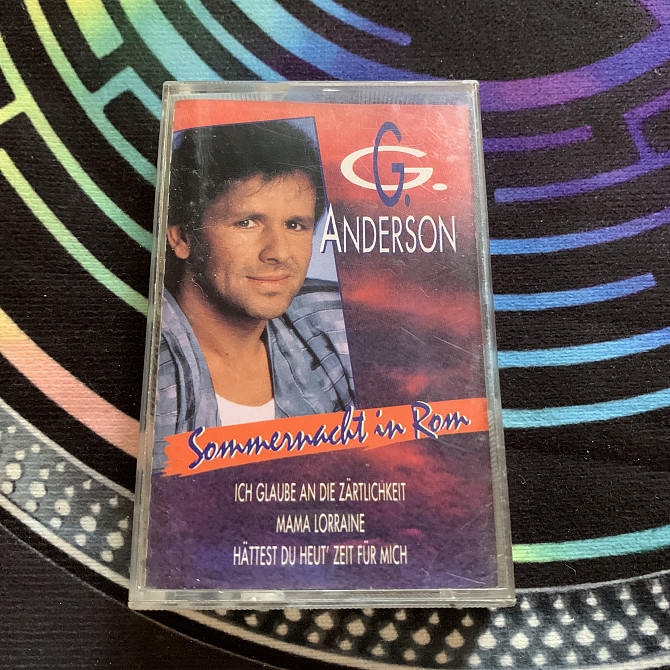 G. G.
ANDERSON
Sommernacht in Rom
ICH GLAUBE AN DIE ZÄRTLICHKEIT
MAMA LORRAINE
HÄTTEST DU HEUT' ZEIT FÜR MICH